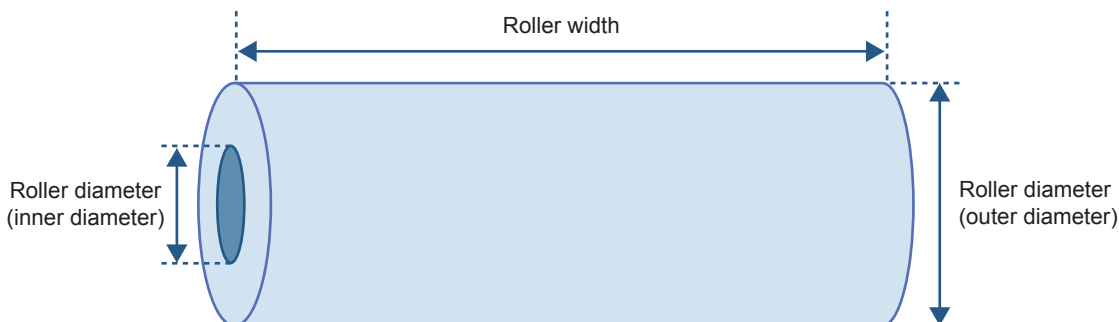 Roller width
Roller diameter
(inner diameter)
Roller diameter
(outer diameter)